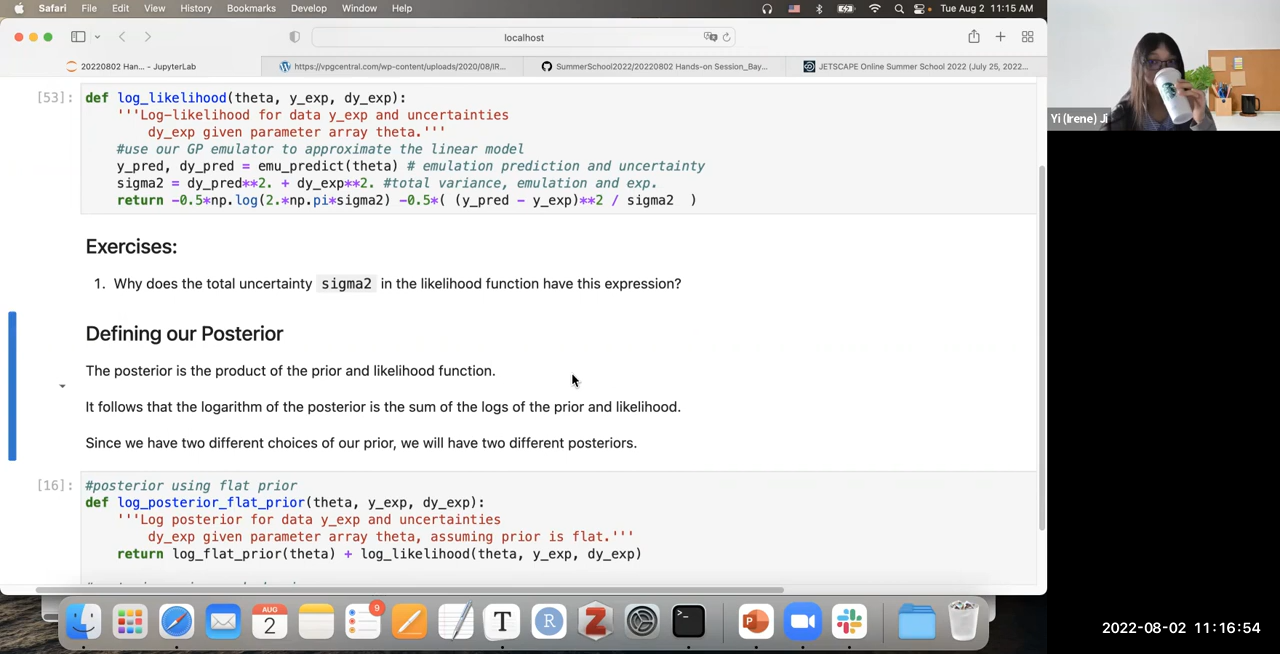 Safari File Edit View History Bookmarks Develop Window Help Tue Aug 2 11:15 AM
localhost
20220802 Han... - JupyterLab
https://vpgcentral.com/wp-content/uploads/2020/08/IR...
SummerSchool2022/20220802 Hands-on Session_Bay...
JETSCAPE Online Summer School 2022 (July 25, 2022...
[53]: def log_likelihood(theta, y_exp, dy_exp):
'''Log-likelihood for data y_exp and uncertainties
dy_exp given parameter array theta.'''
#use our GP emulator to approximate the linear model
y_pred, dy_pred = emu_predict(theta) # emulation prediction and uncertainty
sigma2 = dy_pred**2. + dy_exp**2. #total variance, emulation and exp.
return -0.5*np.log(2.*np.pi*sigma2) -0.5*( (y_pred - y_exp)**2 / sigma2 )
Exercises:
1. Why does the total uncertainty sigma2 in the likelihood function have this expression?
Defining our Posterior
The posterior is the product of the prior and likelihood function.
It follows that the logarithm of the posterior is the sum of the logs of the prior and likelihood.
Since we have two different choices of our prior, we will have two different posteriors.
[16]: #posterior using flat prior
def log_posterior_flat_prior(theta, y_exp, dy_exp):
'''Log posterior for data y_exp and uncertainties
dy_exp given parameter array theta, assuming prior is flat.'''
return log_flat_prior(theta) + log_likelihood(theta, y_exp, dy_exp)
Yi (Irene) Ji
AUG
2
9
2022-08-02 11:16:54